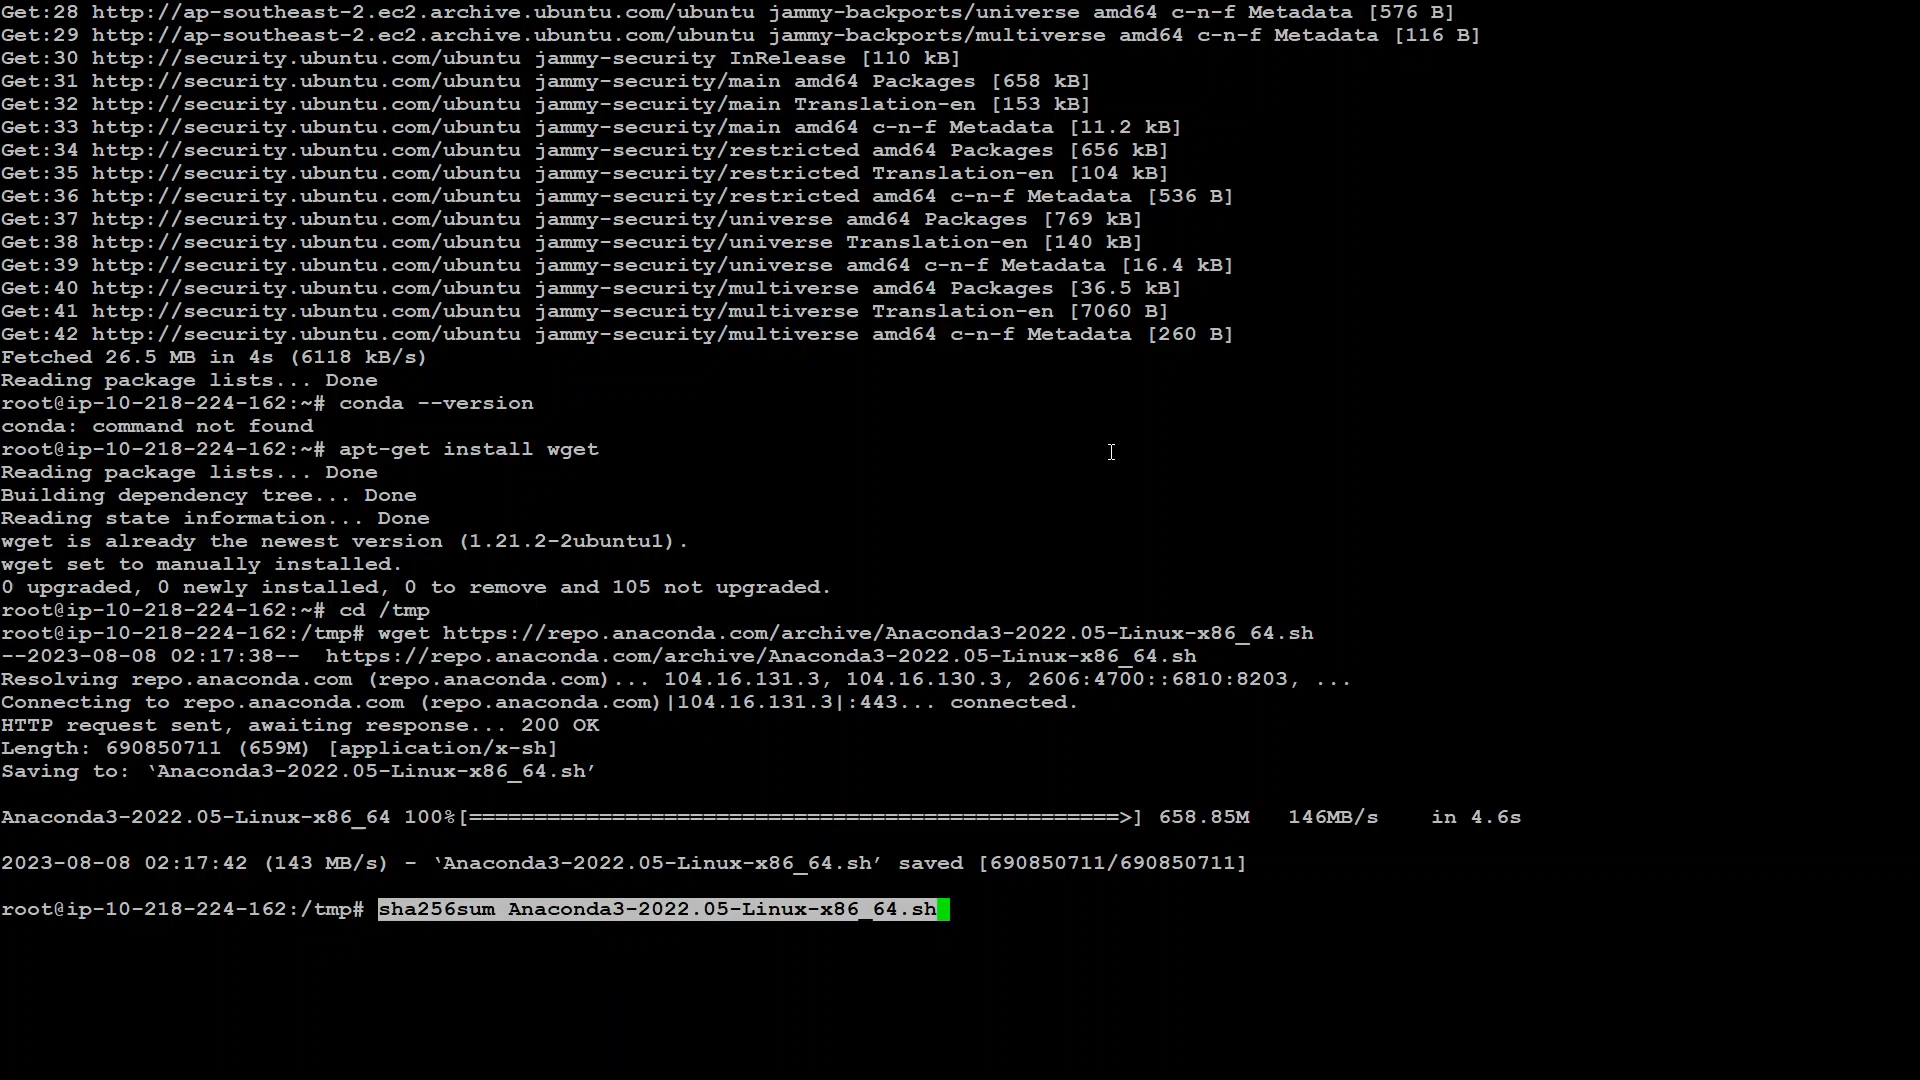 Get:28 http://ap-southeast-2.ec2.archive.ubuntu.com/ubuntu jammy-backports/universe amd64 c-n-f Metadata [576 B]
Get:29 http://ap-southeast-2.ec2.archive.ubuntu.com/ubuntu jammy-backports/multiverse amd64 c-n-f Metadata [116 B]
Get:30 http://security.ubuntu.com/ubuntu jammy-security InRelease [110 kB]
Get:31 http://security.ubuntu.com/ubuntu jammy-security/main amd64 Packages [658 kB]
Get:32 http://security.ubuntu.com/ubuntu jammy-security/main Translation-en [153 kB]
Get:33 http://security.ubuntu.com/ubuntu jammy-security/main amd64 c-n-f Metadata [11.2 kB]
Get:34 http://security.ubuntu.com/ubuntu jammy-security/restricted amd64 Packages [656 kB]
Get:35 http://security.ubuntu.com/ubuntu jammy-security/restricted Translation-en [104 kB]
Get:36 http://security.ubuntu.com/ubuntu jammy-security/restricted amd64 c-n-f Metadata [536 B]
Get:37 http://security.ubuntu.com/ubuntu jammy-security/universe amd64 Packages [769 kB]
Get:38 http://security.ubuntu.com/ubuntu jammy-security/universe Translation-en [140 kB]
Get:39 http://security.ubuntu.com/ubuntu jammy-security/universe amd64 c-n-f Metadata [16.4 kB]
Get:40 http://security.ubuntu.com/ubuntu jammy-security/multiverse amd64 Packages [36.5 kB]
Get:41 http://security.ubuntu.com/ubuntu jammy-security/multiverse Translation-en [7060 B]
Get:42 http://security.ubuntu.com/ubuntu jammy-security/multiverse amd64 c-n-f Metadata [260 B]
Fetched 26.5 MB in 4s (6118 kB/s)
Reading package lists... Done
root@ip-10-218-224-162:~# conda --version
conda: command not found
root@ip-10-218-224-162:~# apt-get install wget
Reading package lists... Done
Building dependency tree... Done
Reading state information... Done
wget is already the newest version (1.21.2-2ubuntu1).
wget set to manually installed.
0 upgraded, 0 newly installed, 0 to remove and 105 not upgraded.
root@ip-10-218-224-162:~# cd /tmp
root@ip-10-218-224-162:/tmp# wget https://repo.anaconda.com/archive/Anaconda3-2022.05-Linux-x86_64.sh
--2023-08-08 02:17:38--  https://repo.anaconda.com/archive/Anaconda3-2022.05-Linux-x86_64.sh
Resolving repo.anaconda.com (repo.anaconda.com)... 104.16.131.3, 104.16.130.3, 2606:4700::6810:8203, ...
Connecting to repo.anaconda.com (repo.anaconda.com)|104.16.131.3|:443... connected.
HTTP request sent, awaiting response... 200 OK
Length: 690850711 (659M) [application/x-sh]
Saving to: ‘Anaconda3-2022.05-Linux-x86_64.sh’
Anaconda3-2022.05-Linux-x86_64 100%[==================================================>] 658.85M   146MB/s    in 4.6s
2023-08-08 02:17:42 (143 MB/s) - ‘Anaconda3-2022.05-Linux-x86_64.sh’ saved [690850711/690850711]
root@ip-10-218-224-162:/tmp# sha256sum Anaconda3-2022.05-Linux-x86_64.sh